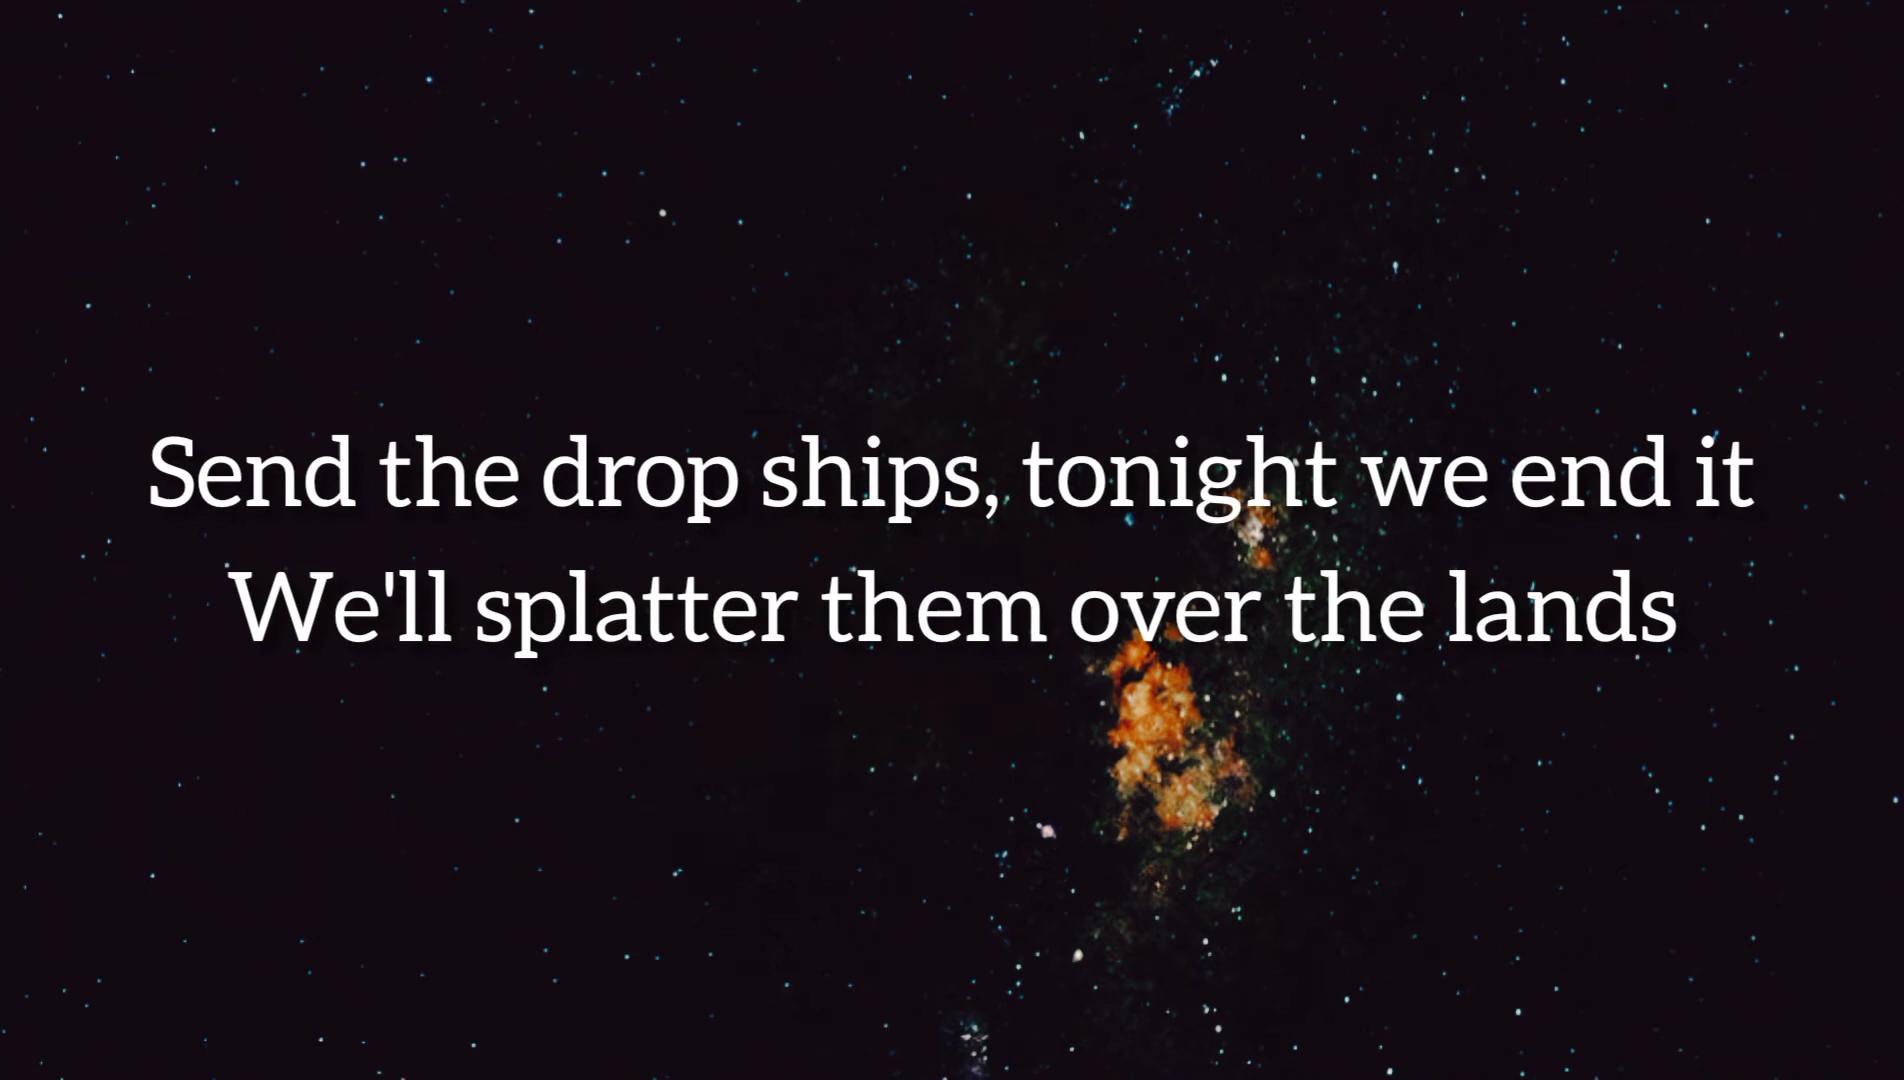 Send the drop ships, tonight we end it
We'll splatter them over the lands